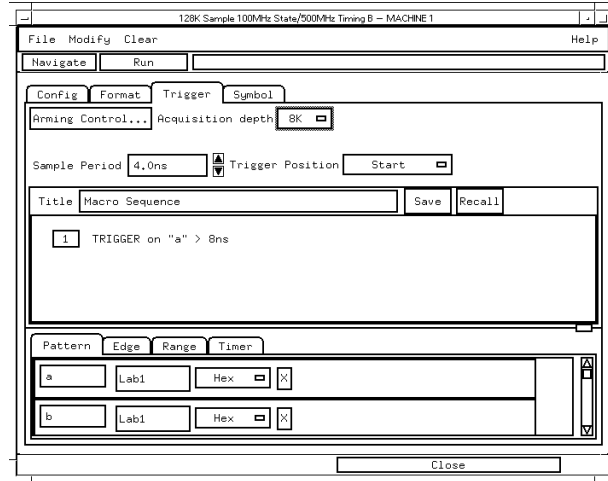 128K Sample 100MHz State/500MHz Timing B – MACHINE 1
File Modify Clear Help
Navigate Run
Config Format Trigger Symbol
Arming Control... Acquisition depth 8K
Sample Period 4.0ns Trigger Position Start
Title Macro Sequence Save Recall
1 TRIGGER on "a" > 8ns
Pattern Edge Range Timer
a Lab1 Hex X
b Lab1 Hex X
Close